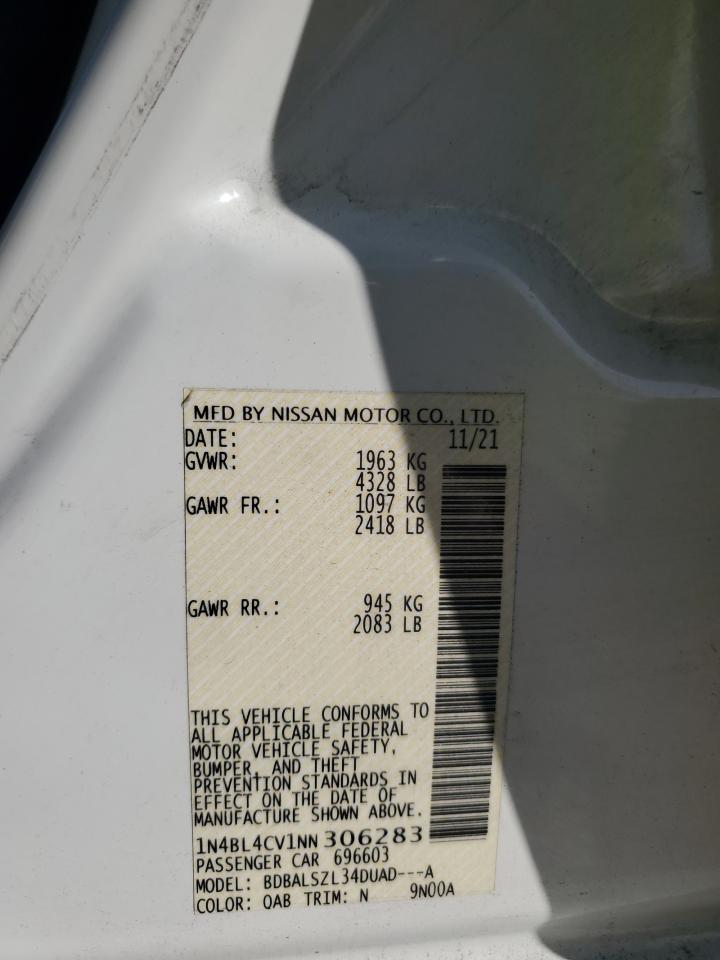 MFD BY NISSAN MOTOR CO., LTD.
DATE: 11/21
GVWR: 1963 KG
4328 LB
GAWR FR.: 1097 KG
2418 LB
GAWR RR.: 945 KG
2083 LB
THIS VEHICLE CONFORMS TO
ALL APPLICABLE FEDERAL
MOTOR VEHICLE SAFETY,
BUMPER, AND THEFT
PREVENTION STANDARDS IN
EFFECT ON THE DATE OF
MANUFACTURE SHOWN ABOVE.
1N4BL4CV1NN306283
PASSENGER CAR 696603
MODEL: BDBALSZL34DUAD---A
COLOR: QAB TRIM: N 9N00A